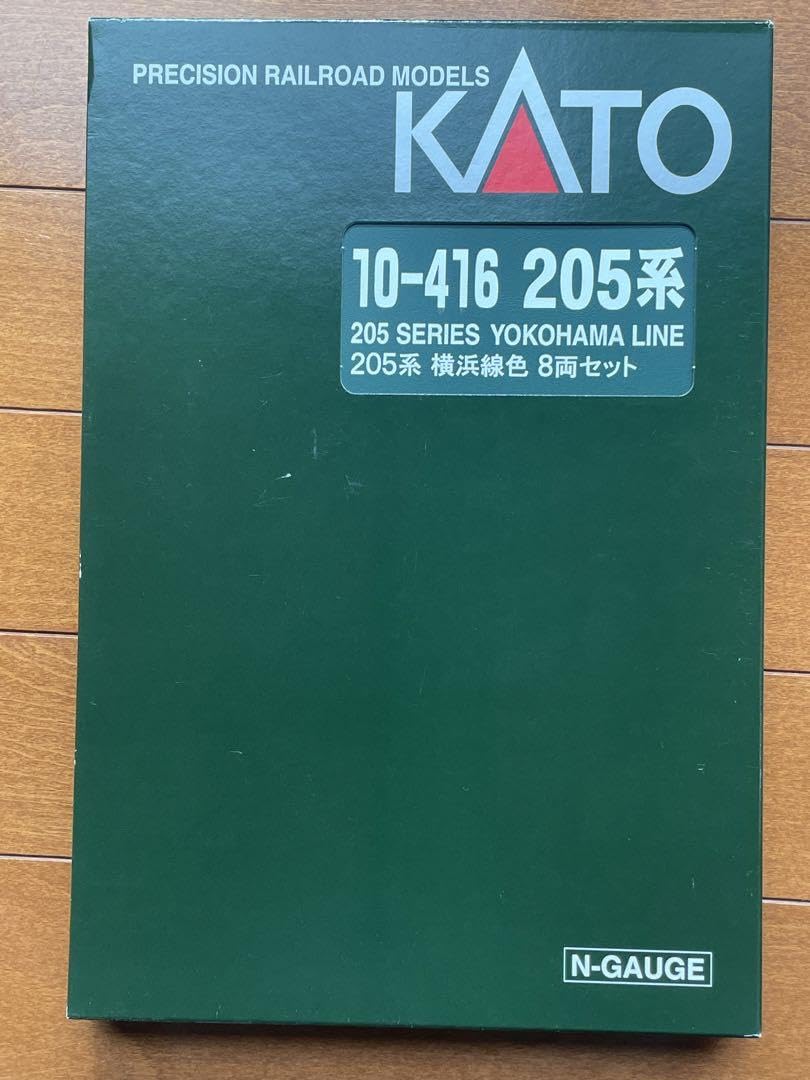 PRECISION RAILROAD MODELS
KATO
10-416 205系
205 SERIES YOKOHAMA LINE
205系 横浜線色 8両セット
N-GAUGE